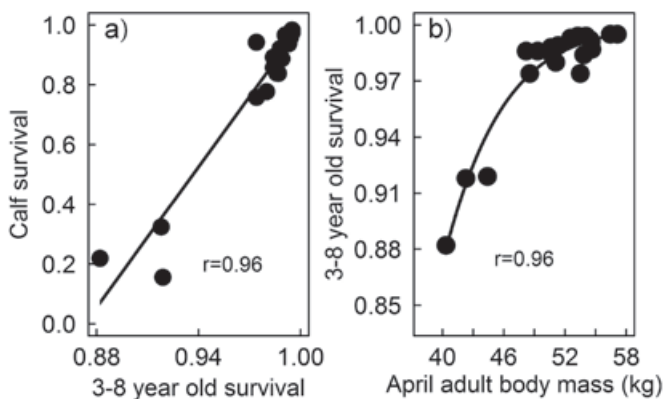 a)
Calf survival
1.0
0.8
0.6
0.4
0.2
0.0
r=0.96
0.88 0.94 1.00
3-8 year old survival
b)
3-8 year old survival
1.00
0.97
0.94
0.91
0.88
0.85
r=0.96
40 46 52 58
April adult body mass (kg)